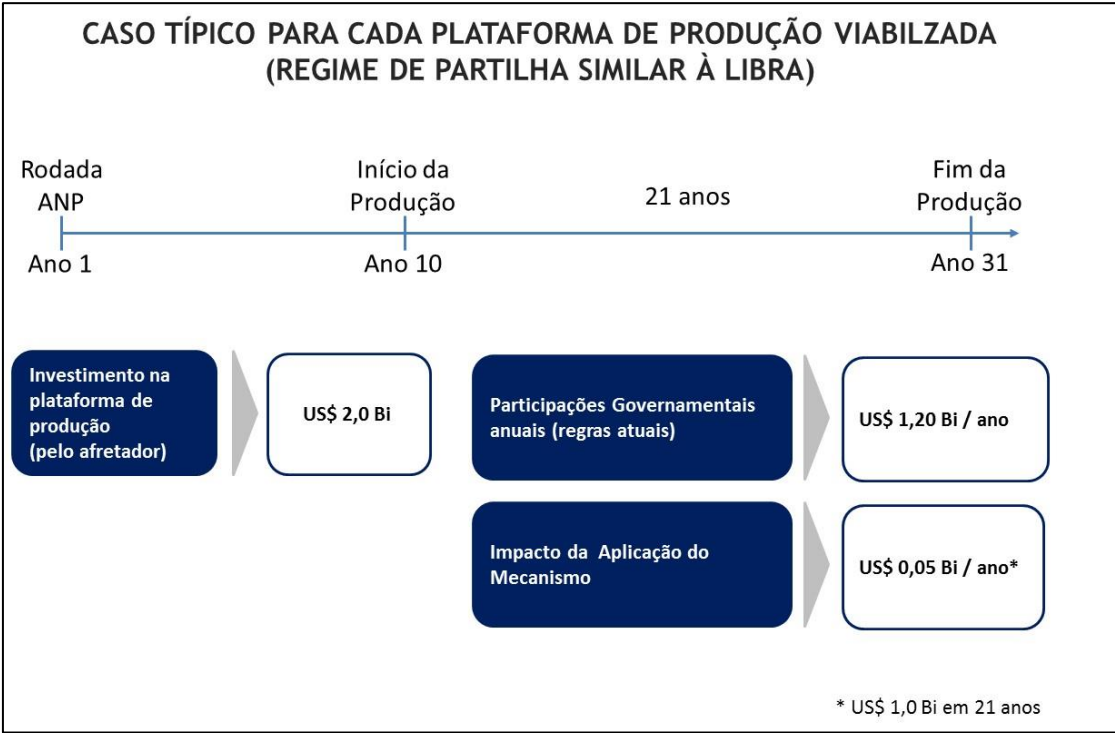 CASO TÍPICO PARA CADA PLATAFORMA DE PRODUÇÃO VIABILZADA
(REGIME DE PARTILHA SIMILAR À LIBRA)
Rodada
ANP
Início da
Produção
21 anos
Fim da
Produção
Ano 1
Ano 10
Ano 31
Investimento na
plataforma de
produção
(pelo afretador)
US$ 2,0 Bi
Participações Governamentais
anuais (regras atuais)
US$ 1,20 Bi / ano
Impacto da Aplicação do
Mecanismo
US$ 0,05 Bi / ano*
* US$ 1,0 Bi em 21 anos